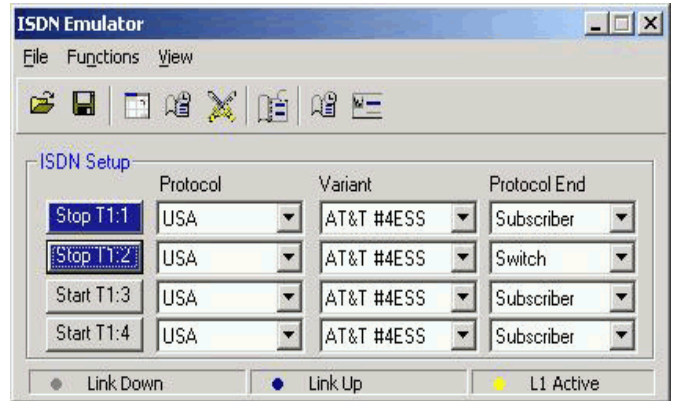 ISDN Emulator
File Functions View
ISDN Setup
Protocol Variant Protocol End
Stop T1:1 USA AT&T #4ESS Subscriber
Stop T1:2 USA AT&T #4ESS Switch
Start T1:3 USA AT&T #4ESS Subscriber
Start T1:4 USA AT&T #4ESS Subscriber
Link Down Link Up L1 Active